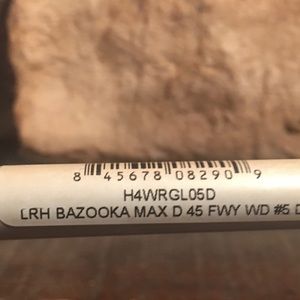 8 45678 08290 9
H4WRGL05D
LRH BAZOOKA MAX D 45 FWY WD #5 D